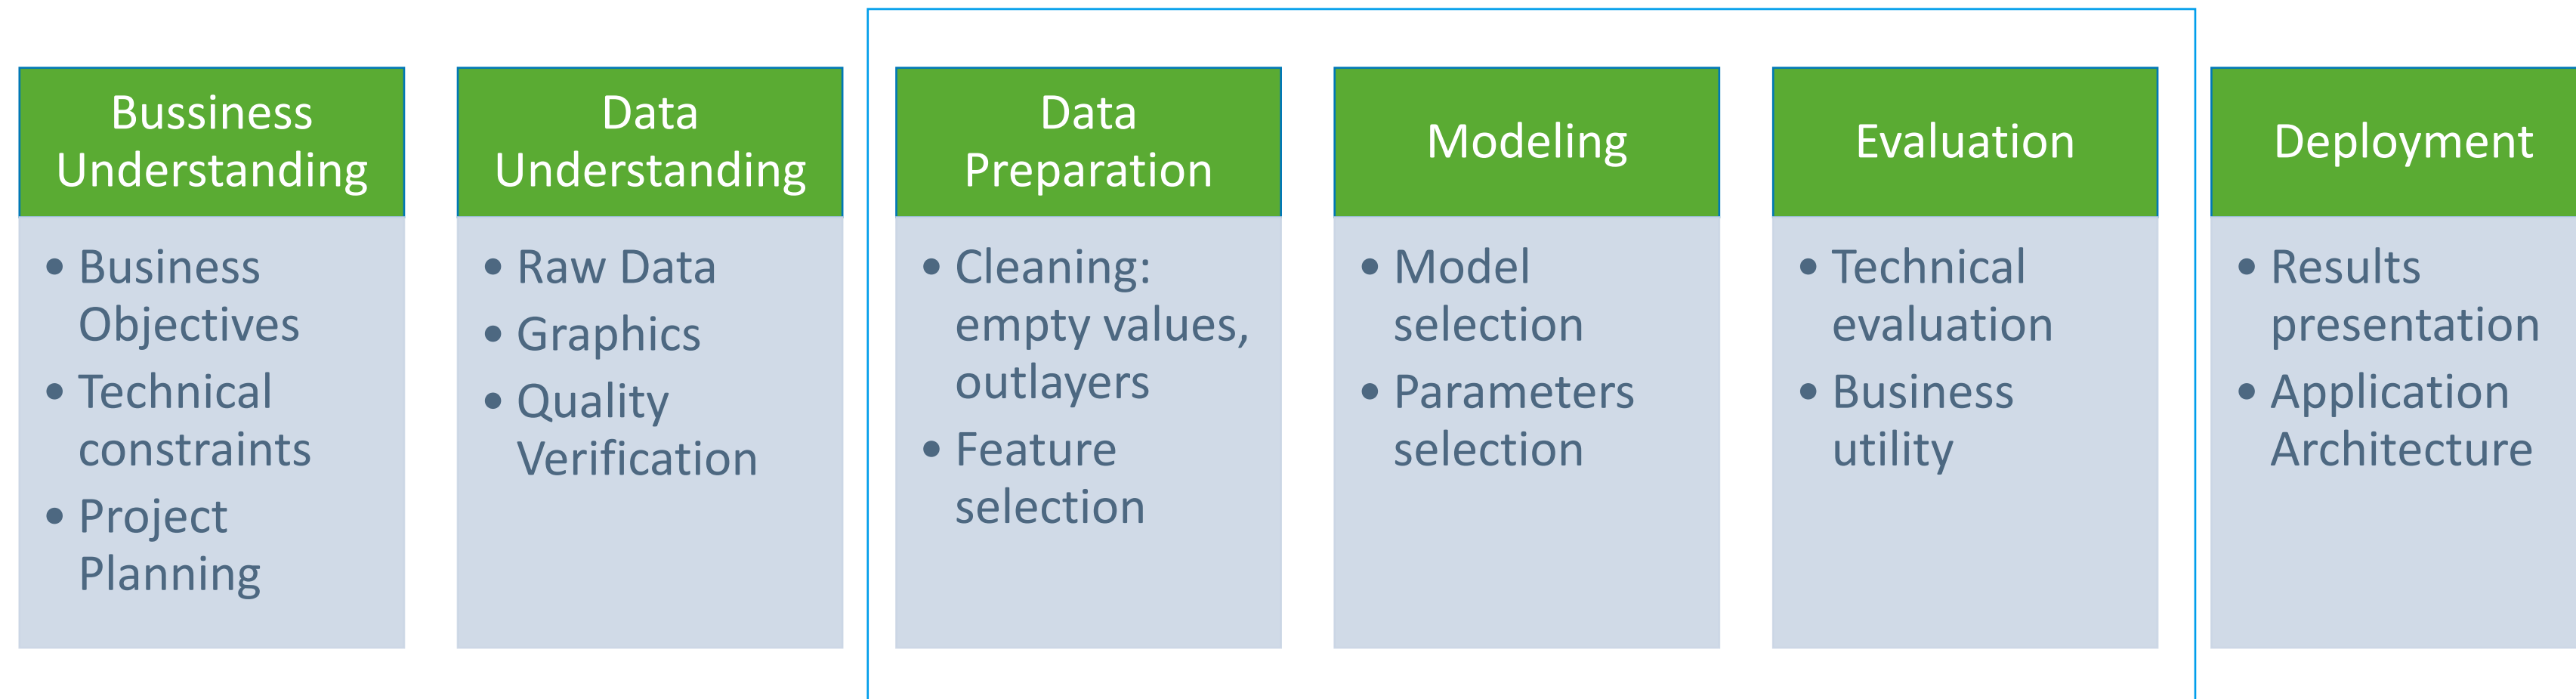 Bussiness
Understanding
• Business
Objectives
• Technical
constraints
• Project
Planning
Data
Understanding
• Raw Data
• Graphics
• Quality
Verification
Data
Preparation
• Cleaning:
empty values,
outlayers
• Feature
selection
Modeling
• Model
selection
• Parameters
selection
Evaluation
• Technical
evaluation
• Business
utility
Deployment
• Results
presentation
• Application
Architecture